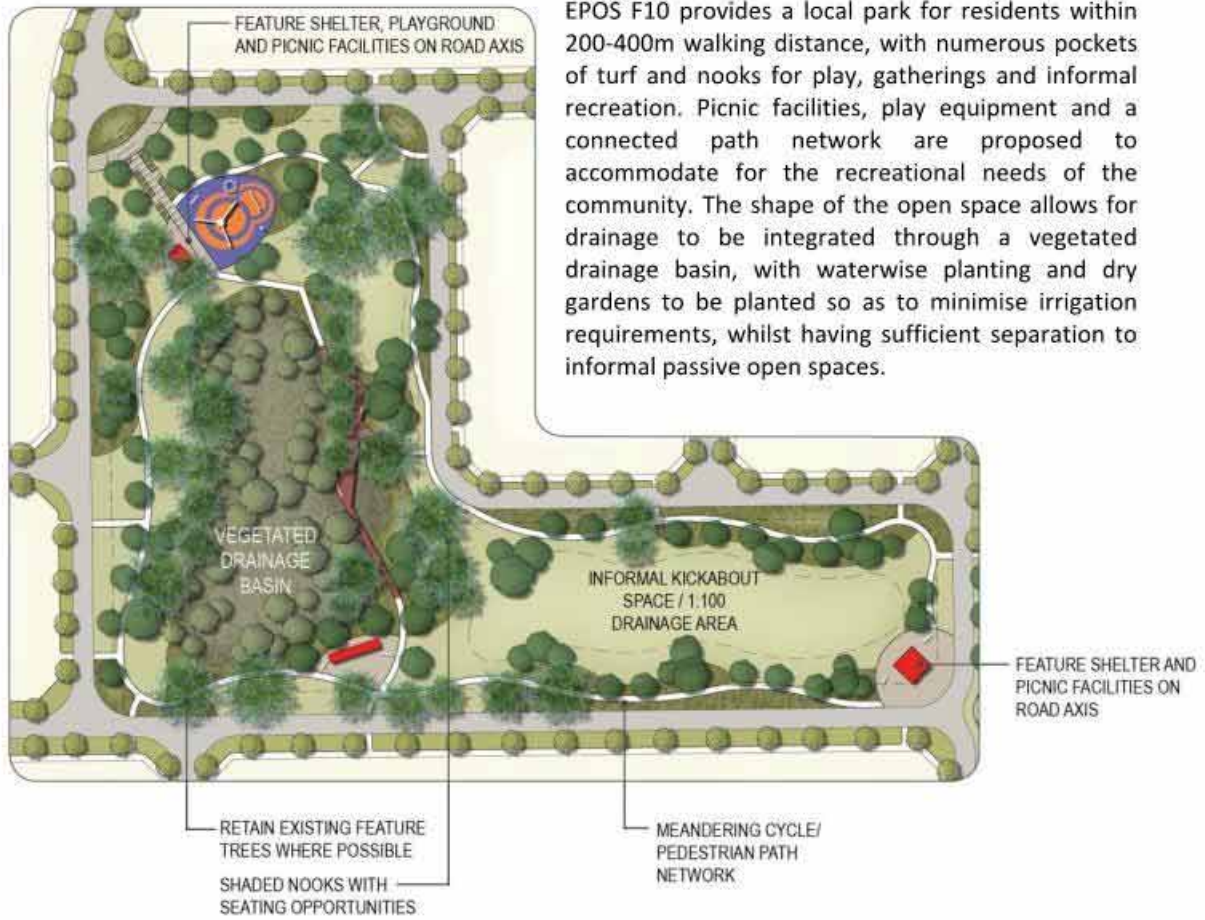 FEATURE SHELTER, PLAYGROUND
AND PICNIC FACILITIES ON ROAD AXIS
EPOS F10 provides a local park for residents within
200-400m walking distance, with numerous pockets
of turf and nooks for play, gatherings and informal
recreation. Picnic facilities, play equipment and a
connected path network are proposed to
accommodate for the recreational needs of the
community. The shape of the open space allows for
drainage to be integrated through a vegetated
drainage basin, with waterwise planting and dry
gardens to be planted so as to minimise irrigation
requirements, whilst having sufficient separation to
informal passive open spaces.
VEGETATED
DRAINAGE
BASIN
INFORMAL KICKABOUT
SPACE / 1:100
DRAINAGE AREA
FEATURE SHELTER AND
PICNIC FACILITIES ON
ROAD AXIS
RETAIN EXISTING FEATURE
TREES WHERE POSSIBLE
SHADED NOOKS WITH
SEATING OPPORTUNITIES
MEANDERING CYCLE/
PEDESTRIAN PATH
NETWORK